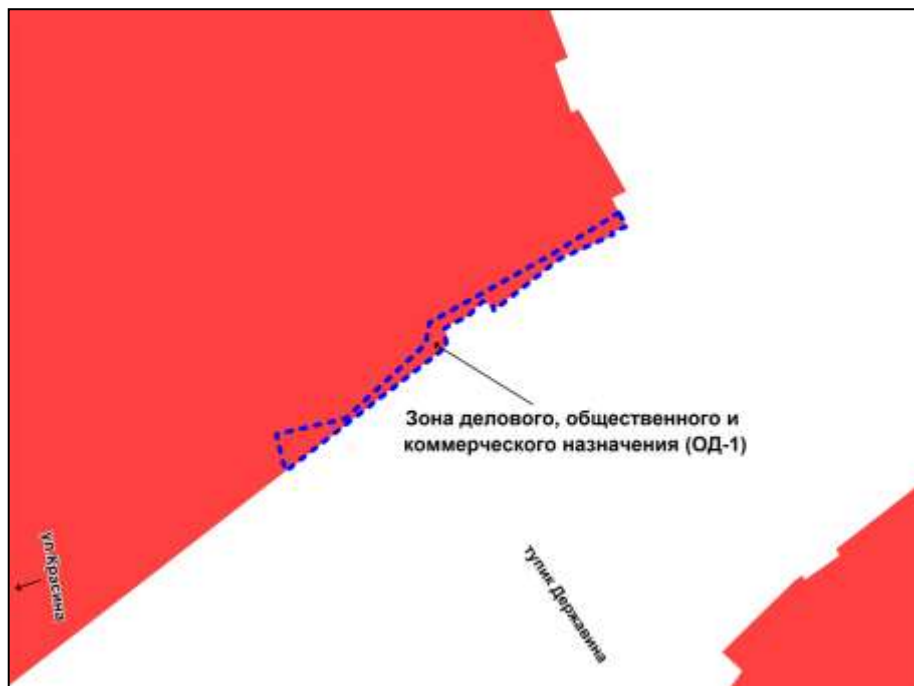 Зона делового, общественного и
коммерческого назначения (ОД-1)
ул.Красина
тупик Державина